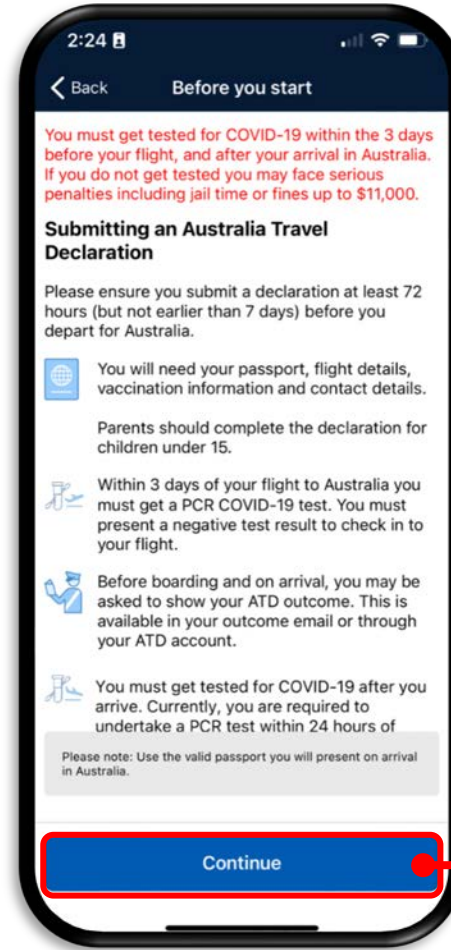 2:24
Back
Before you start
You must get tested for COVID-19 within the 3 days
before your flight, and after your arrival in Australia.
If you do not get tested you may face serious
penalties including jail time or fines up to $11,000.
Submitting an Australia Travel
Declaration
Please ensure you submit a declaration at least 72
hours (but not earlier than 7 days) before you
depart for Australia.
You will need your passport, flight details,
vaccination information and contact details.
Parents should complete the declaration for
children under 15.
Within 3 days of your flight to Australia you
must get a PCR COVID-19 test. You must
present a negative test result to check in to
your flight.
Before boarding and on arrival, you may be
asked to show your ATD outcome. This is
available in your outcome email or through
your ATD account.
You must get tested for COVID-19 after you
arrive. Currently, you are required to
undertake a PCR test within 24 hours of
Please note: Use the valid passport you will present on arrival
in Australia.
Continue